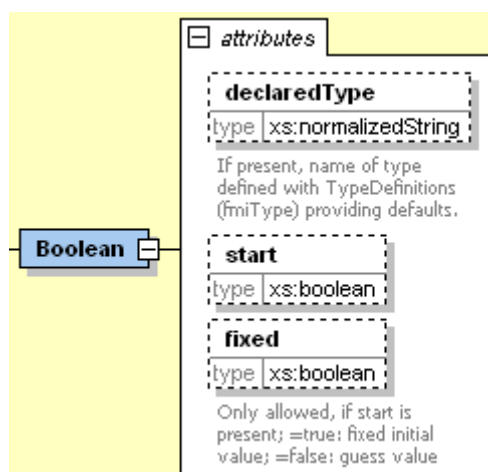 attributes
declaredType
type xs:normalizedString
If present, name of type
defined with TypeDefinitions
(fmiType) providing defaults.
Boolean
start
type xs:boolean
fixed
type xs:boolean
Only allowed, if start is
present; =true: fixed initial
value; =false: guess value